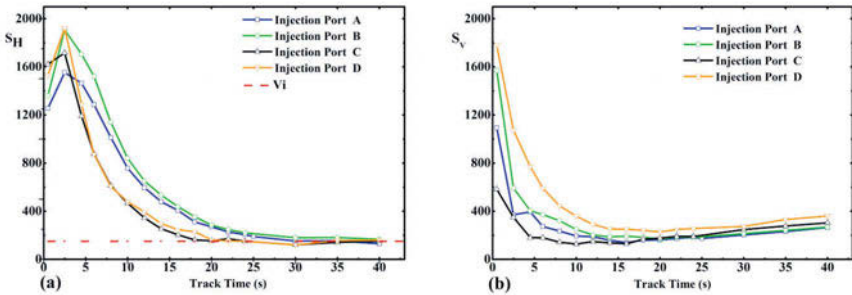 2000
1600
1200
800
400
0
S_H
Injection Port A
Injection Port B
Injection Port C
Injection Port D
Vi
0 5 10 15 20 25 30 35 40
(a)
Track Time (s)
2000
1600
1200
800
400
0
S_v
Injection Port A
Injection Port B
Injection Port C
Injection Port D
0 5 10 15 20 25 30 35 40
(b)
Track Time (s)